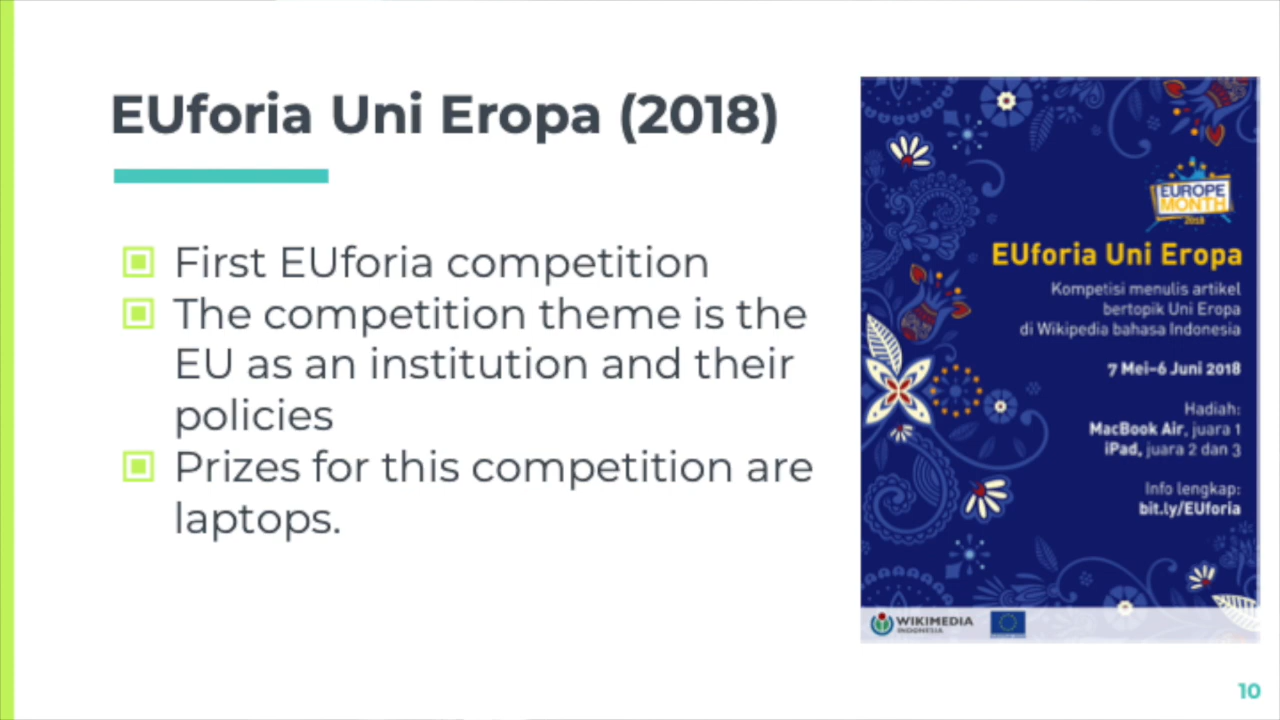 EUforia Uni Eropa (2018)
First EUforia competition
The competition theme is the
EU as an institution and their
policies
Prizes for this competition are
laptops.
EUROPE
MONTH
2018
EUforia Uni Eropa
Kompetisi menulis artikel
bertopik Uni Eropa
di Wikipedia bahasa Indonesia
7 Mei–6 Juni 2018
Hadiah:
MacBook Air, juara 1
iPad, juara 2 dan 3
Info lengkap:
bit.ly/EUforia
WIKIMEDIA
INDONESIA
10